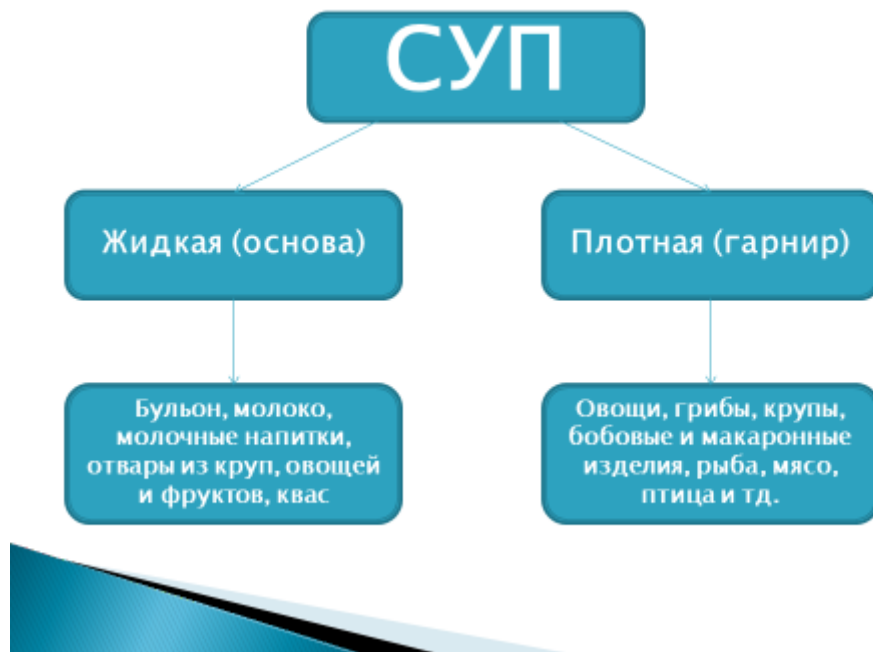 СУП
Жидкая (основа)
Плотная (гарнир)
Бульон, молоко,
молочные напитки,
отвары из круп, овощей
и фруктов, квас
Овощи, грибы, крупы,
бобовые и макаронные
изделия, рыба, мясо,
птица и тд.